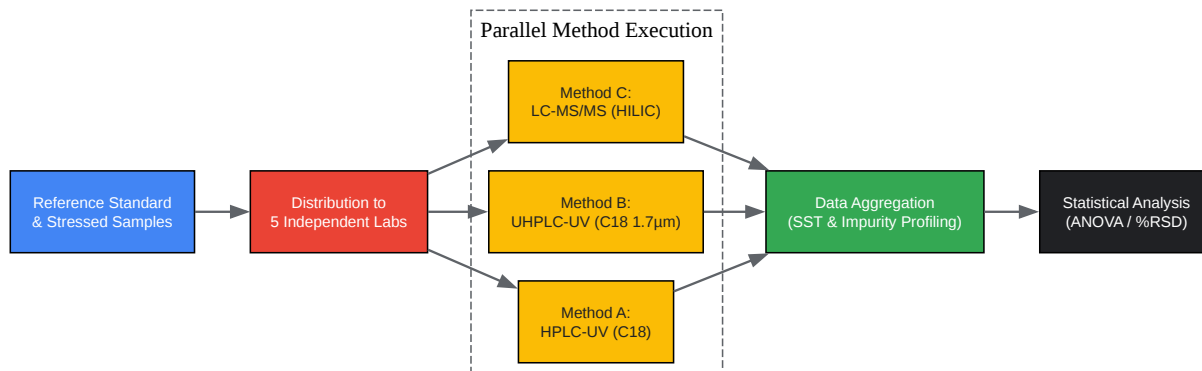 Parallel Method Execution
Reference Standard
& Stressed Samples
Distribution to
5 Independent Labs
Method C:
LC-MS/MS (HILIC)
Method B:
UHPLC-UV (C18 1.7µm)
Method A:
HPLC-UV (C18)
Data Aggregation
(SST & Impurity Profiling)
Statistical Analysis
(ANOVA / %RSD)